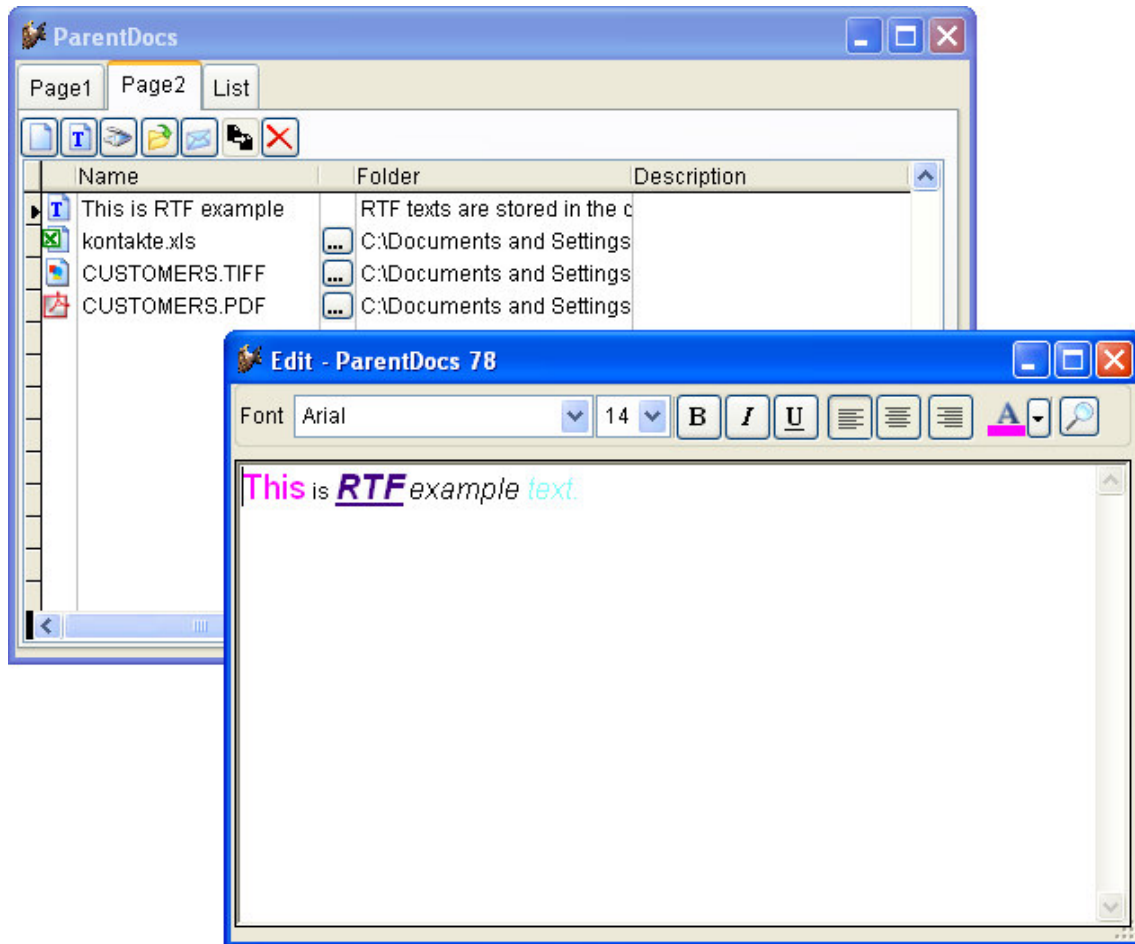 ParentDocs
Page1 Page2 List
T
Name Folder Description
T This is RTF example RTF texts are stored in the
kontakte.xls ... C:\Documents and Settings
CUSTOMERS.TIFF ... C:\Documents and Settings
CUSTOMERS.PDF ... C:\Documents and Settings
Edit - ParentDocs 78
Font Arial 14 B I U A
This is RTF example text.